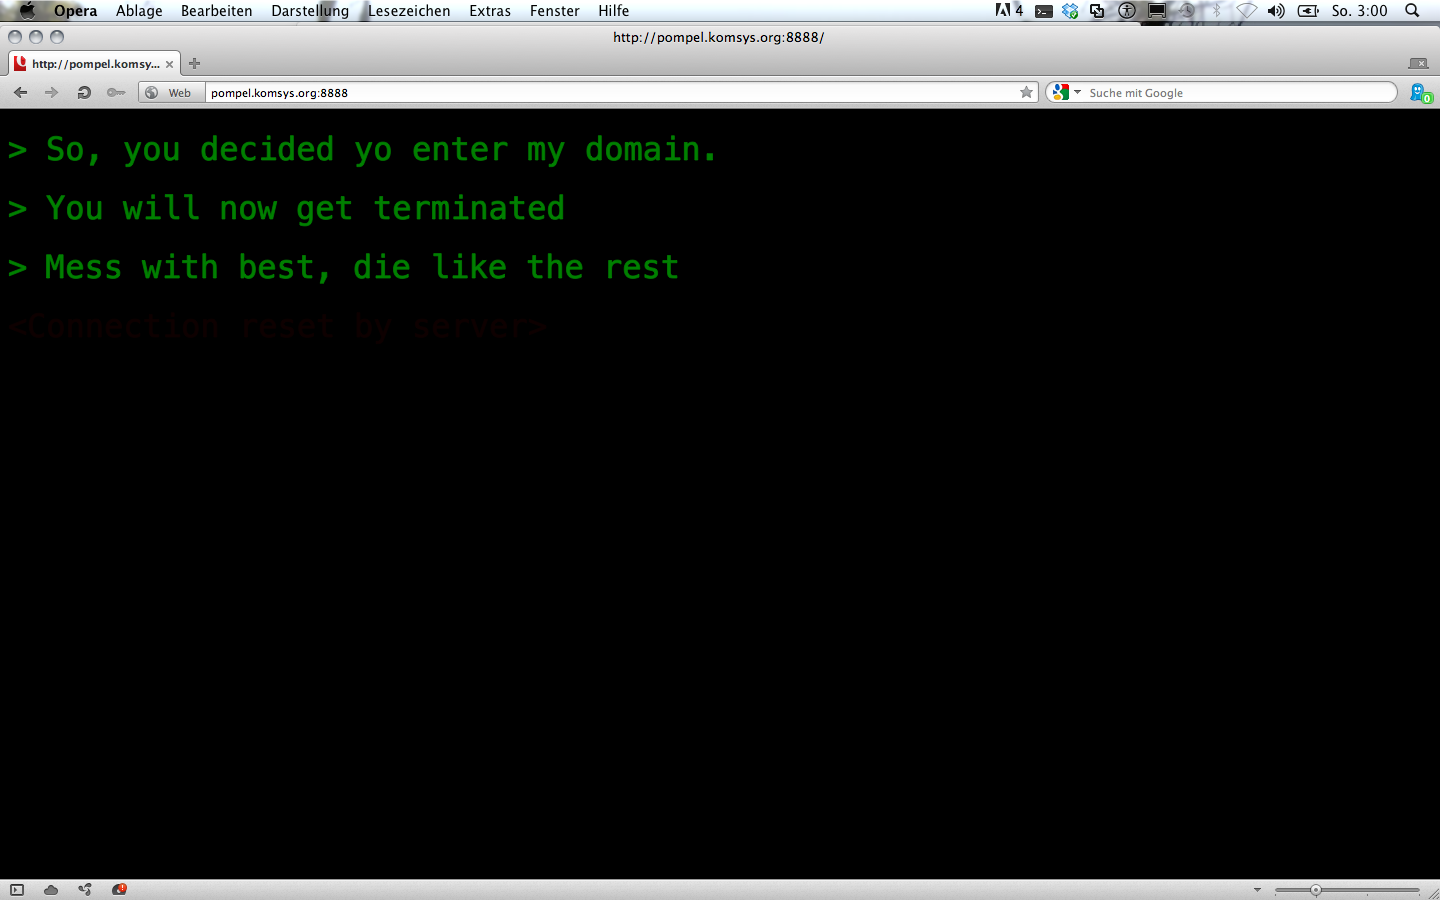 Opera Ablage Bearbeiten Darstellung Lesezeichen Extras Fenster Hilfe 4 So. 3:00
http://pompel.komsys.org:8888/
http://pompel.komsy...
Web pompel.komsys.org:8888 Suche mit Google 0
> So, you decided yo enter my domain.
> You will now get terminated
> Mess with best, die like the rest
<Connection reset by server>